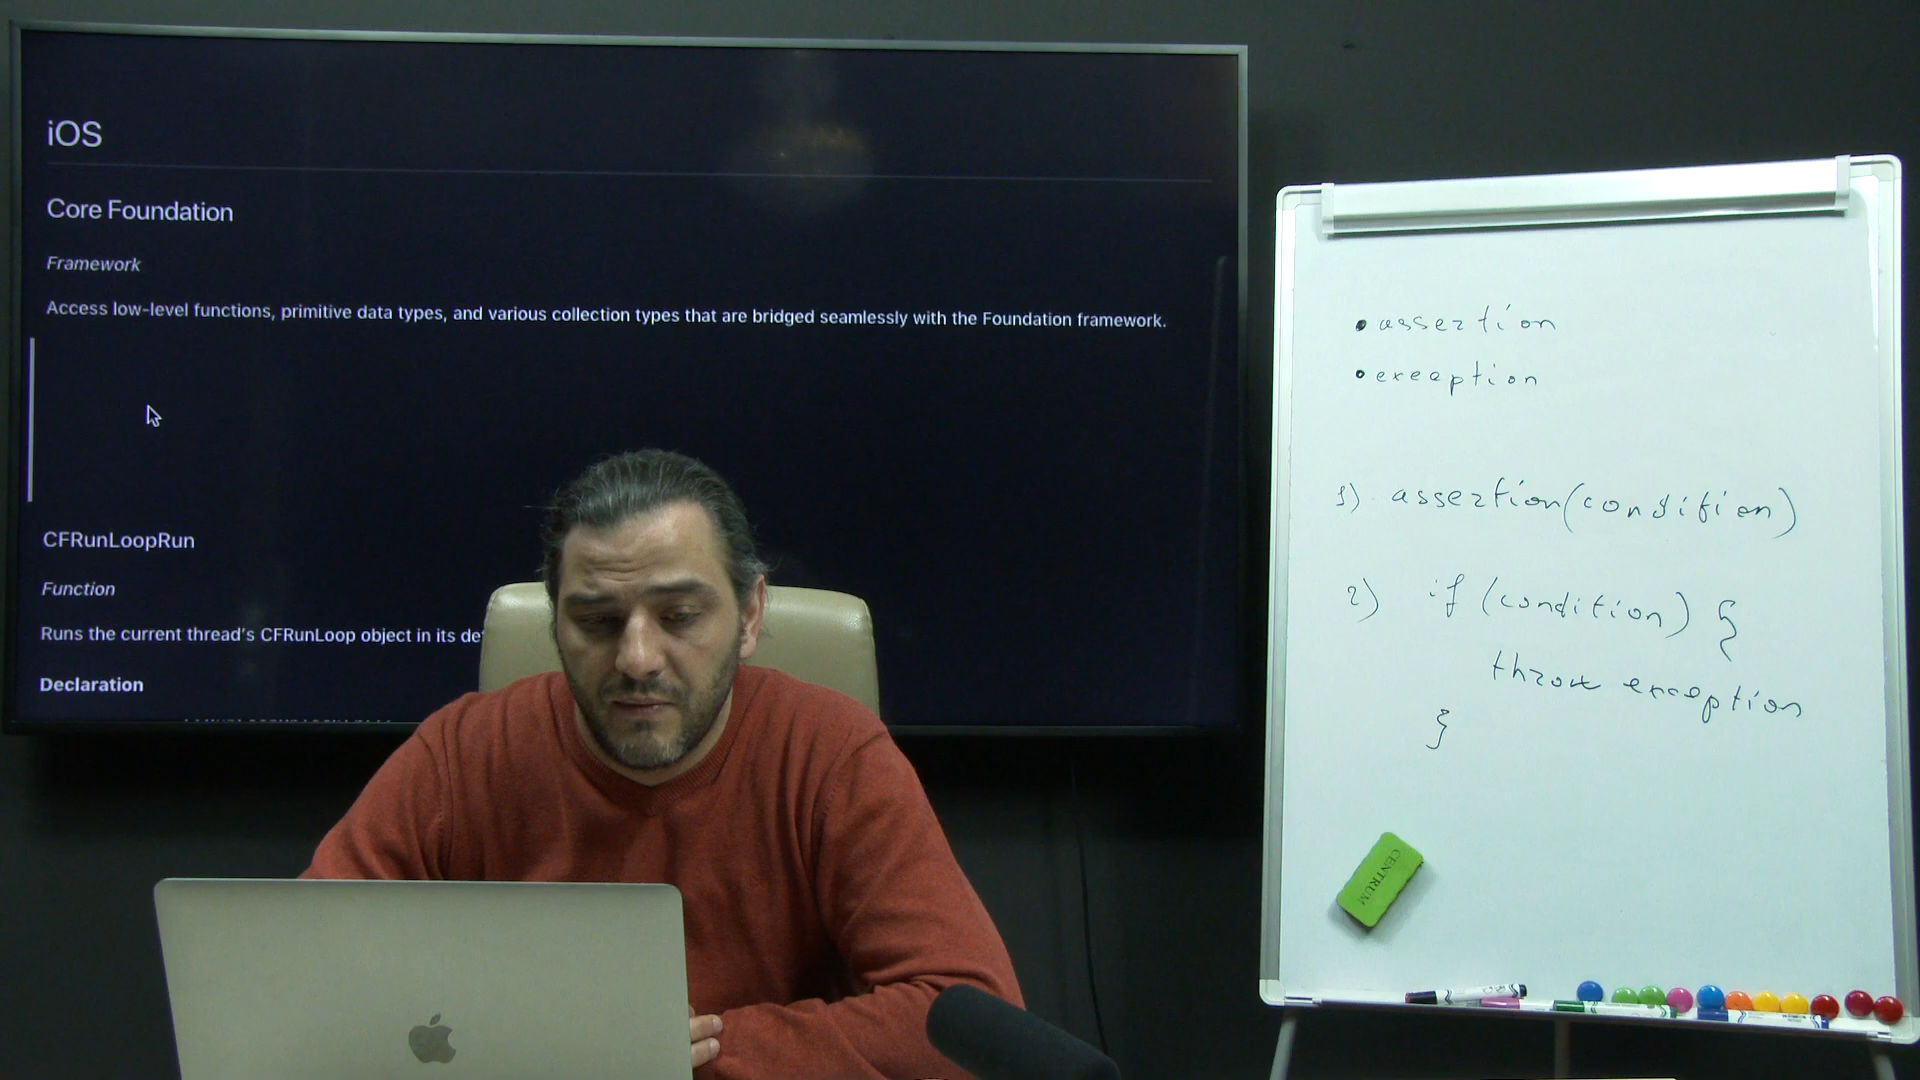 iOS
Core Foundation
Framework
Access low-level functions, primitive data types, and various collection types that are bridged seamlessly with the Foundation framework.
CFRunLoopRun
Function
Runs the current thread's CFRunLoop object in its
Declaration
• assertion
• exception
1). assertion(condition)
2) if (condition) {
throw exception
}
CENTRUM